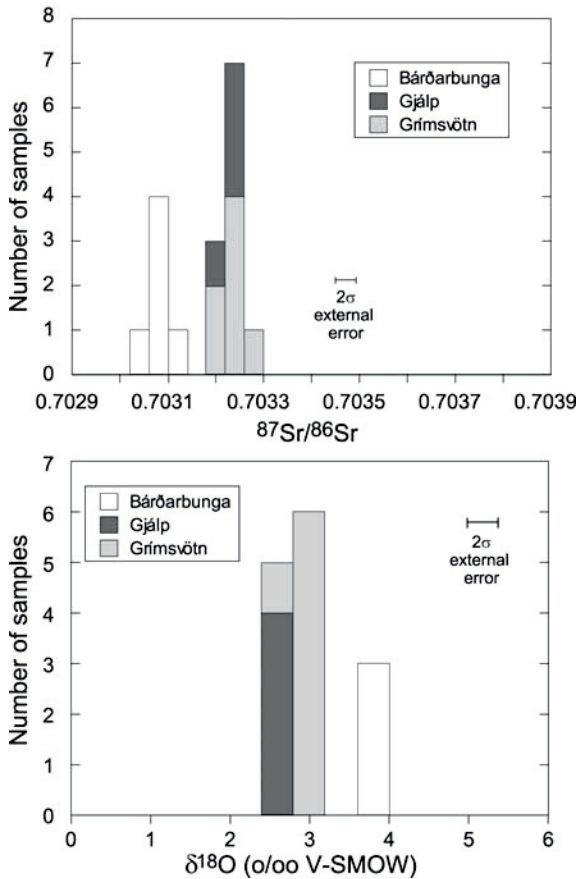 8
7
6
5
4
3
2
1
0
Number of samples
Bárðarbunga
Gjálp
Grímsvötn
2σ
external
error
0.7029 0.7031 0.7033 0.7035 0.7037 0.7039
⁸⁷Sr/⁸⁶Sr
7
6
5
4
3
2
1
0
Number of samples
Bárðarbunga
Gjálp
Grímsvötn
2σ
external
error
0 1 2 3 4 5 6
δ¹⁸O (o/oo V-SMOW)